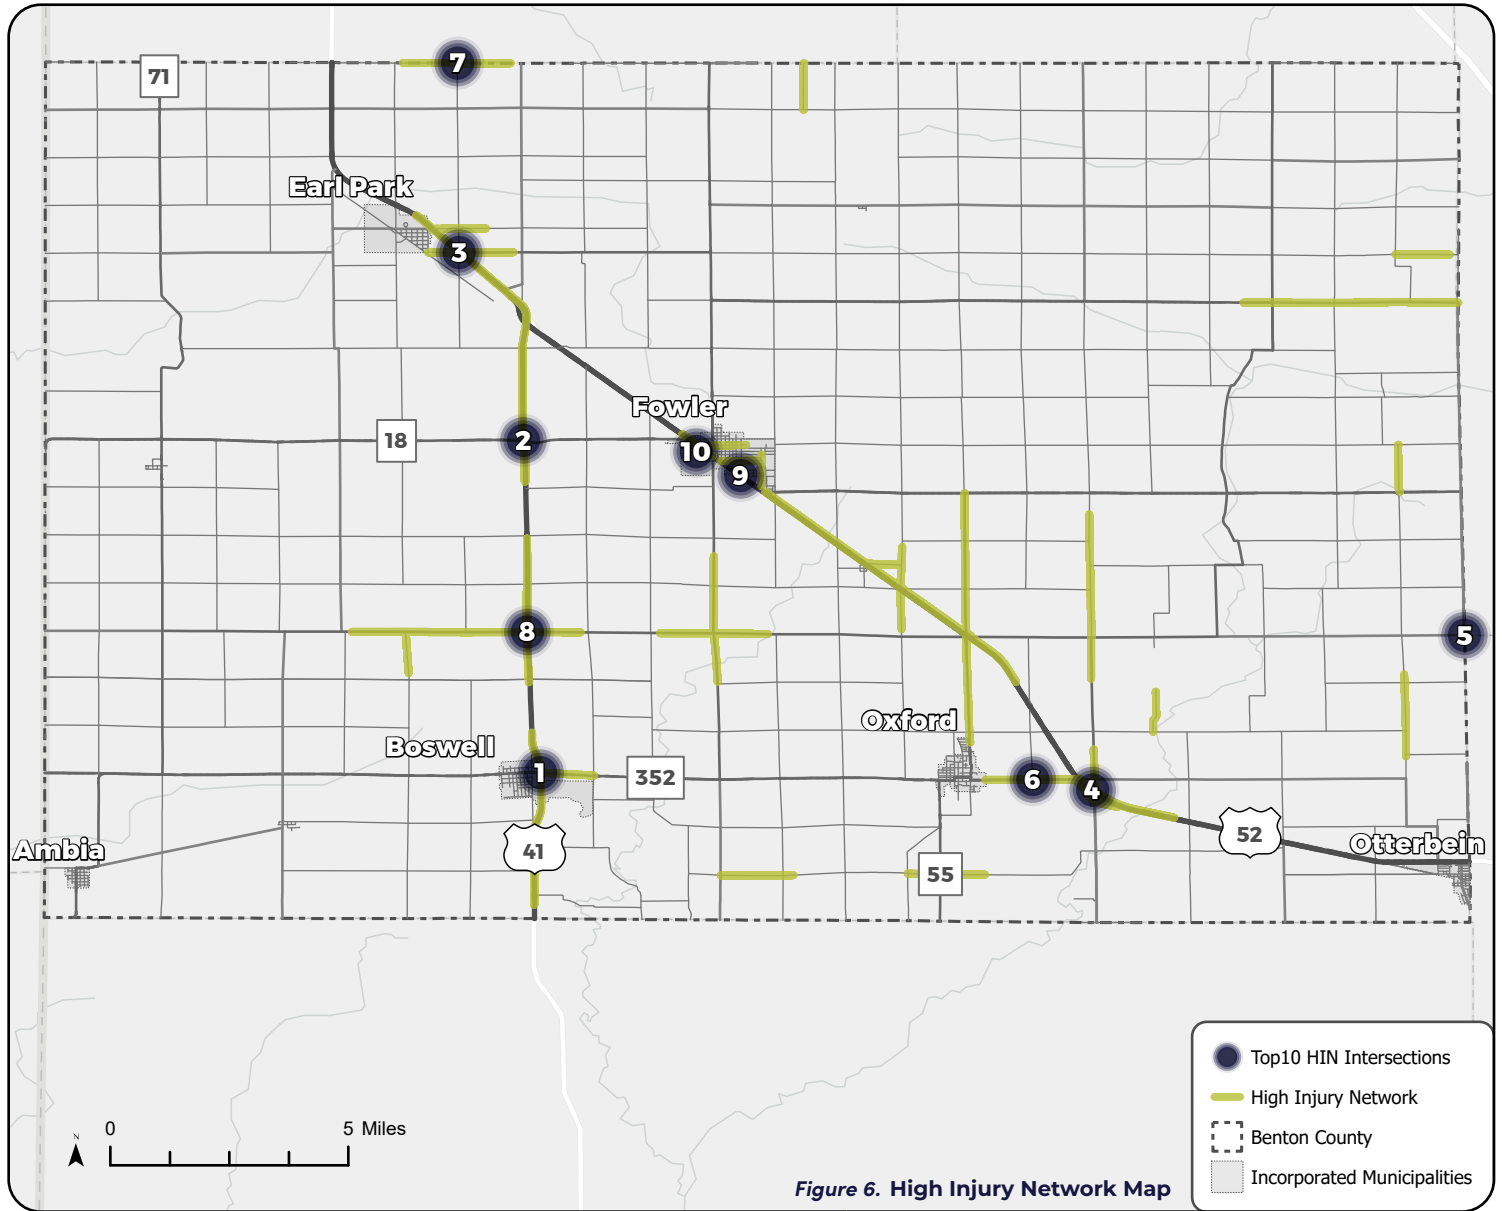 7
71
Earl Park
3
Fowler
18
2
10
9
8
5
Oxford
Boswell
1
352
6
4
41
52
Ambia
Otterbein
55
Top10 HIN Intersections
High Injury Network
Benton County
Incorporated Municipalities
N
0 5 Miles
Figure 6. High Injury Network Map